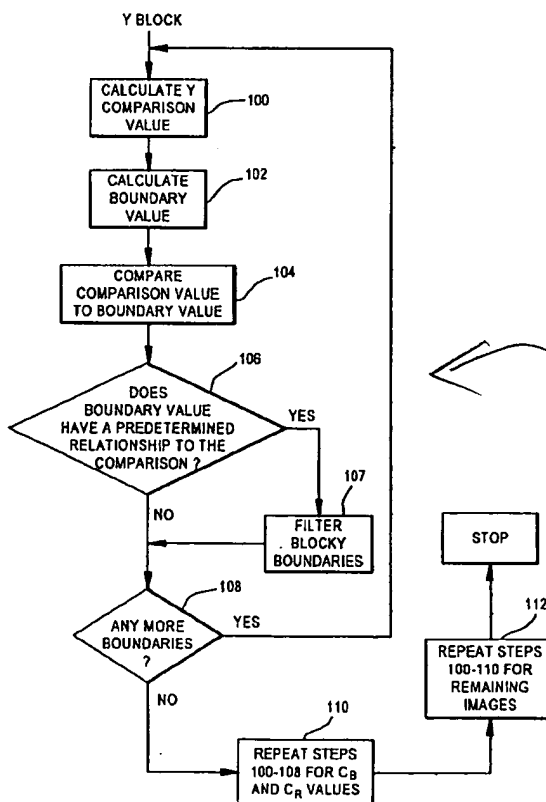 Y BLOCK
CALCULATE Y
COMPARISON
VALUE
100
CALCULATE
BOUNDARY
VALUE
102
COMPARE
COMPARISON VALUE
TO BOUNDARY VALUE
104
106
DOES
BOUNDARY VALUE
HAVE A PREDETERMINED
RELATIONSHIP TO THE
COMPARISON ?
YES
NO
107
FILTER
BLOCKY
BOUNDARIES
108
ANY MORE
BOUNDARIES
?
YES
NO
110
REPEAT STEPS
100-108 FOR CB
AND CR VALUES
112
REPEAT STEPS
100-110 FOR
REMAINING
IMAGES
STOP